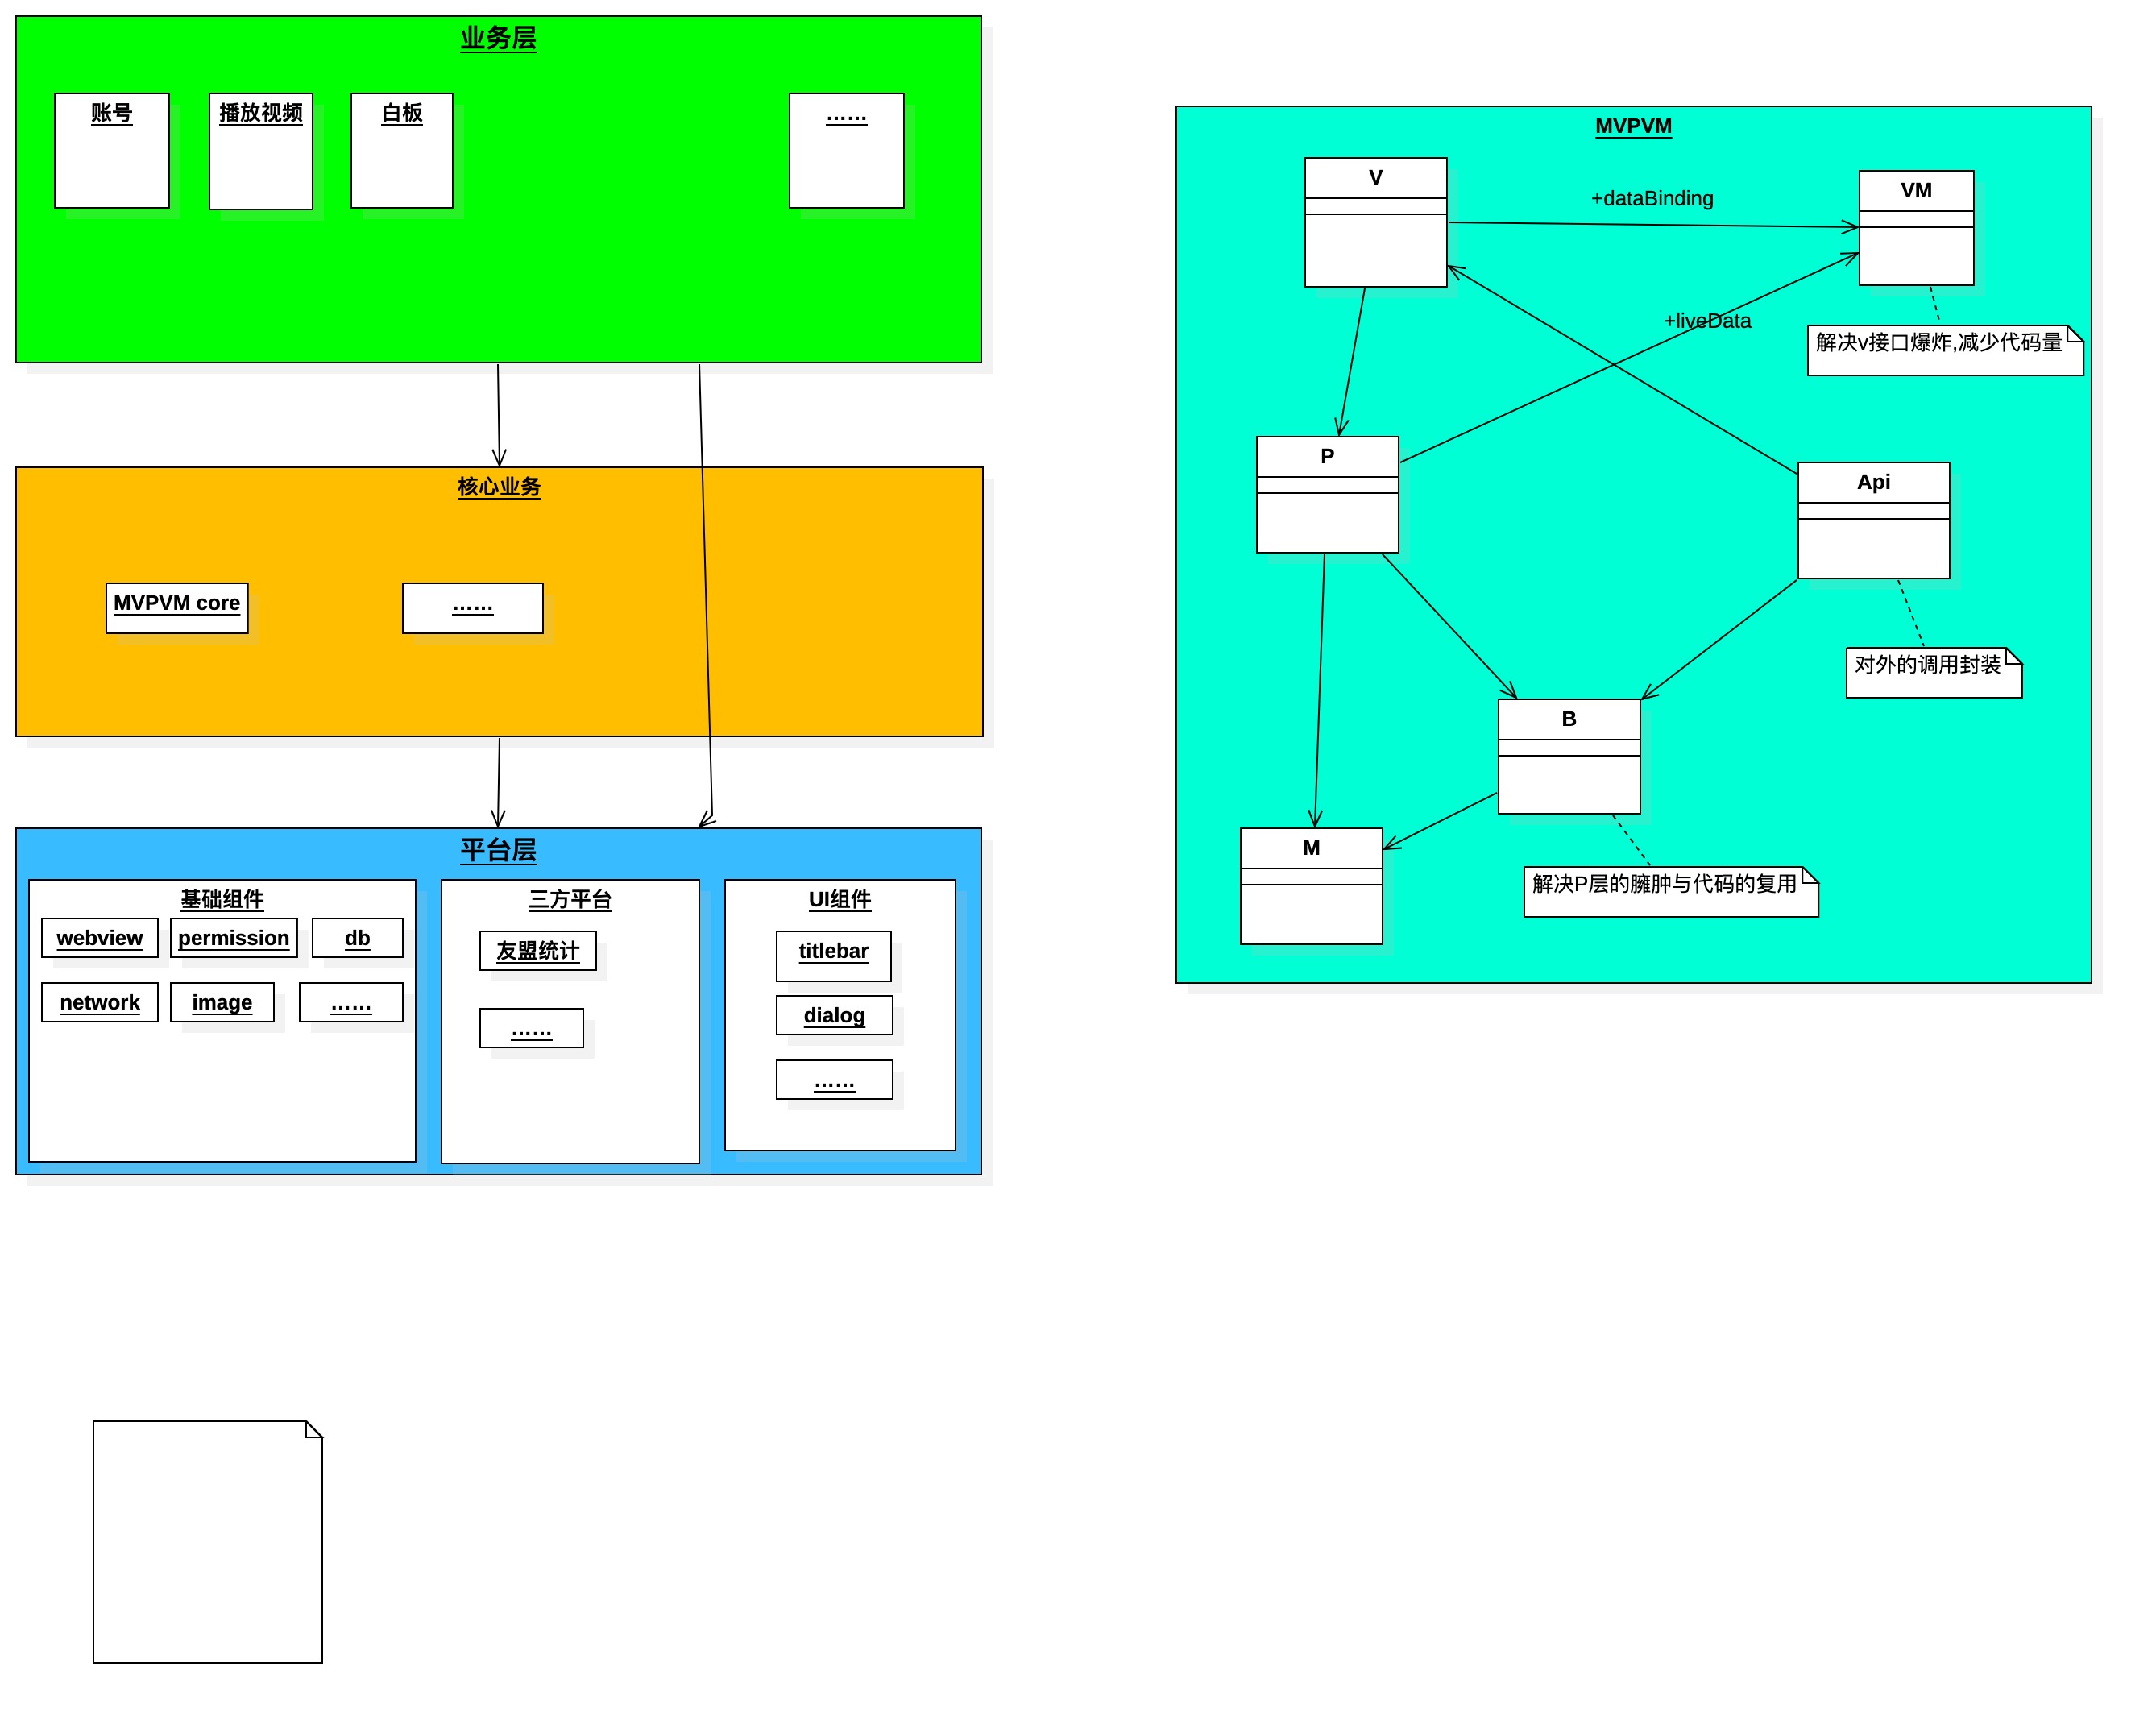 业务层
账号
播放视频
白板
……
核心业务
MVPVM core
……
平台层
基础组件
webview
permission
db
network
image
……
三方平台
友盟统计
……
UI组件
titlebar
dialog
……
MVPVM
V
+dataBinding
VM
+liveData
解决v接口爆炸,减少代码量
P
Api
对外的调用封装
B
M
解决P层的臃肿与代码的复用